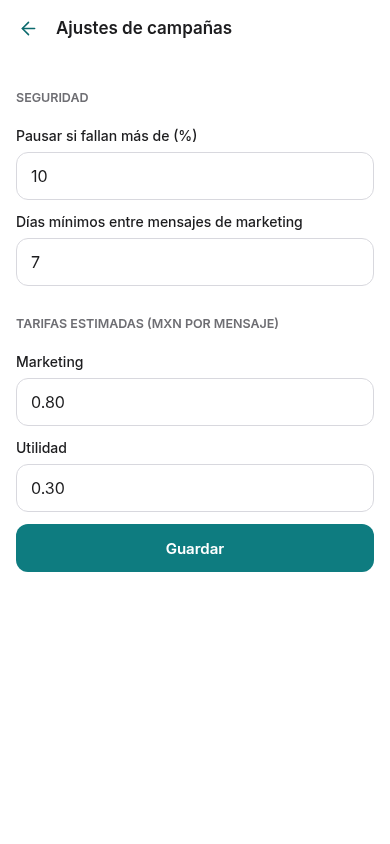 Ajustes de campañas
SEGURIDAD
Pausar si fallan más de (%)
10
Días mínimos entre mensajes de marketing
7
TARIFAS ESTIMADAS (MXN POR MENSAJE)
Marketing
0.80
Utilidad
0.30
Guardar